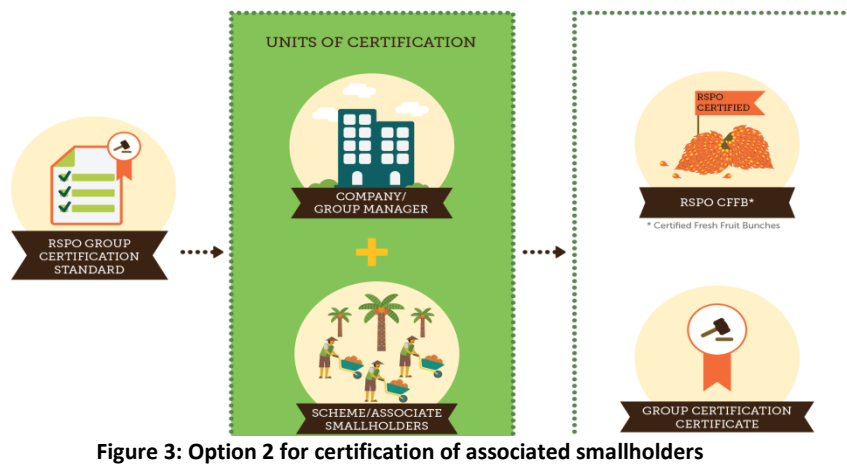 RSPO GROUP
CERTIFICATION
STANDARD
UNITS OF CERTIFICATION
COMPANY/
GROUP MANAGER
SCHEME/ASSOCIATE
SMALLHOLDERS
RSPO
CERTIFIED
RSPO CFFB*
* Certified Fresh Fruit Bunches
GROUP CERTIFICATION
CERTIFICATE
Figure 3: Option 2 for certification of associated smallholders